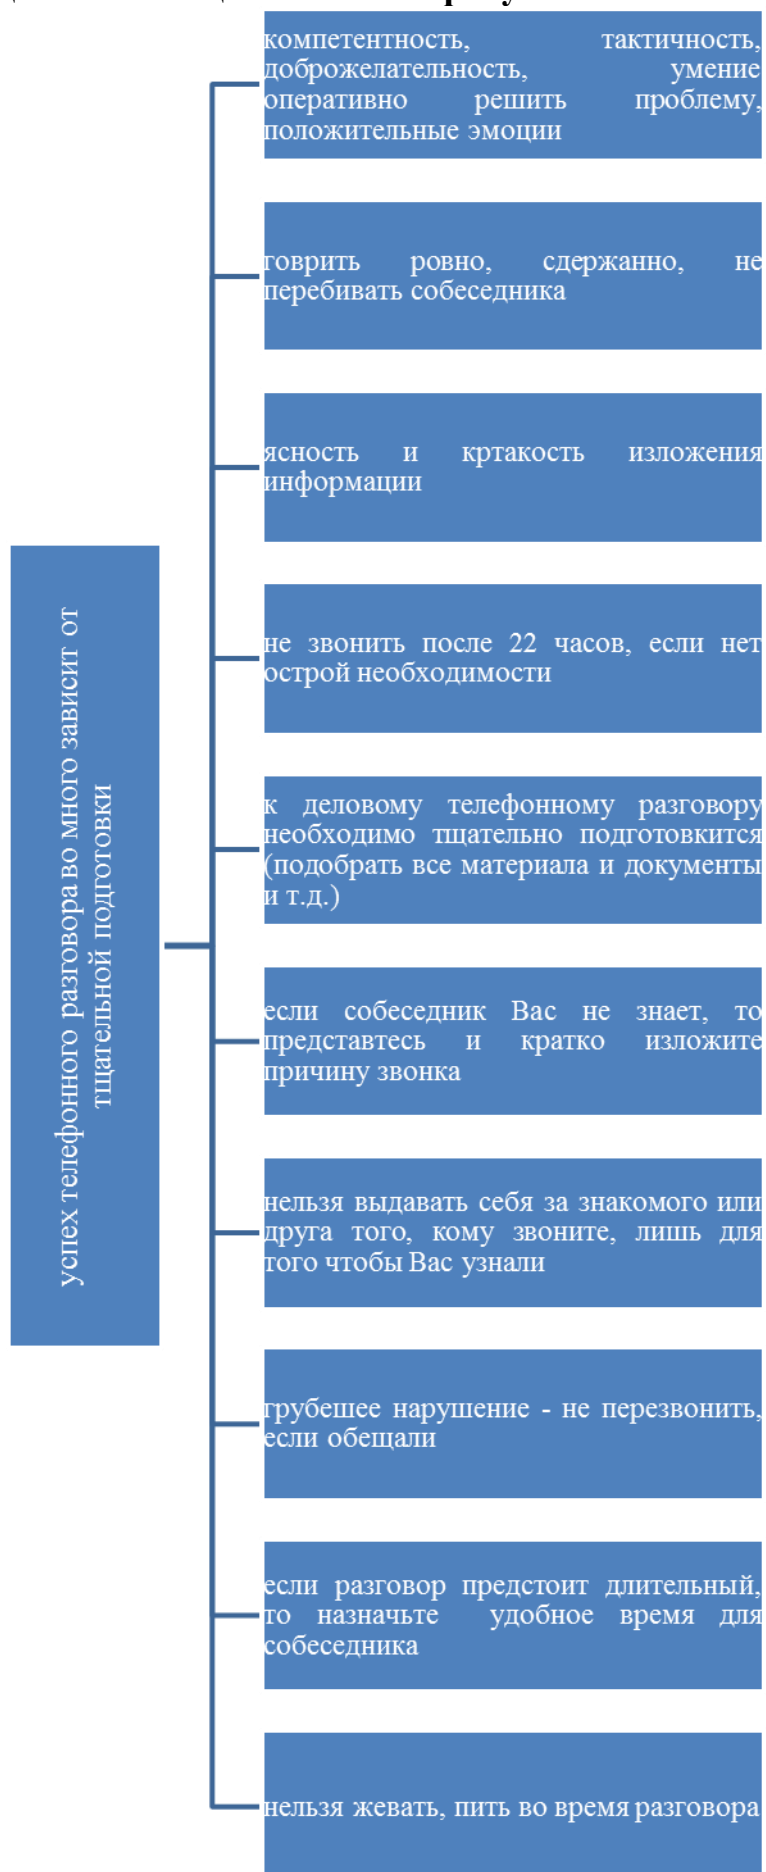 компетентность, тактичность,
доброжелательность, умение
оперативно решить проблему,
положительные эмоции
говрить ровно, сдержанно, не
перебивать собеседника
ясность и кртакость изложения
информации
не звонить после 22 часов, если нет
острой необходимости
успех телефонного разговора во много зависит от
тщательной подготовки
к деловому телефонному разговору
необходимо тщательно подготовкится
(подобрать все материала и документы
и т.д.)
если собеседник Вас не знает, то
представтесь и кратко изложите
причину звонка
нельзя выдавать себя за знакомого или
друга того, кому звоните, лишь для
того чтобы Вас узнали
грубешее нарушение - не перезвонить,
если обещали
если разговор предстоит длительный,
то назначьте удобное время для
собеседника
нельзя жевать, пить во время разговора